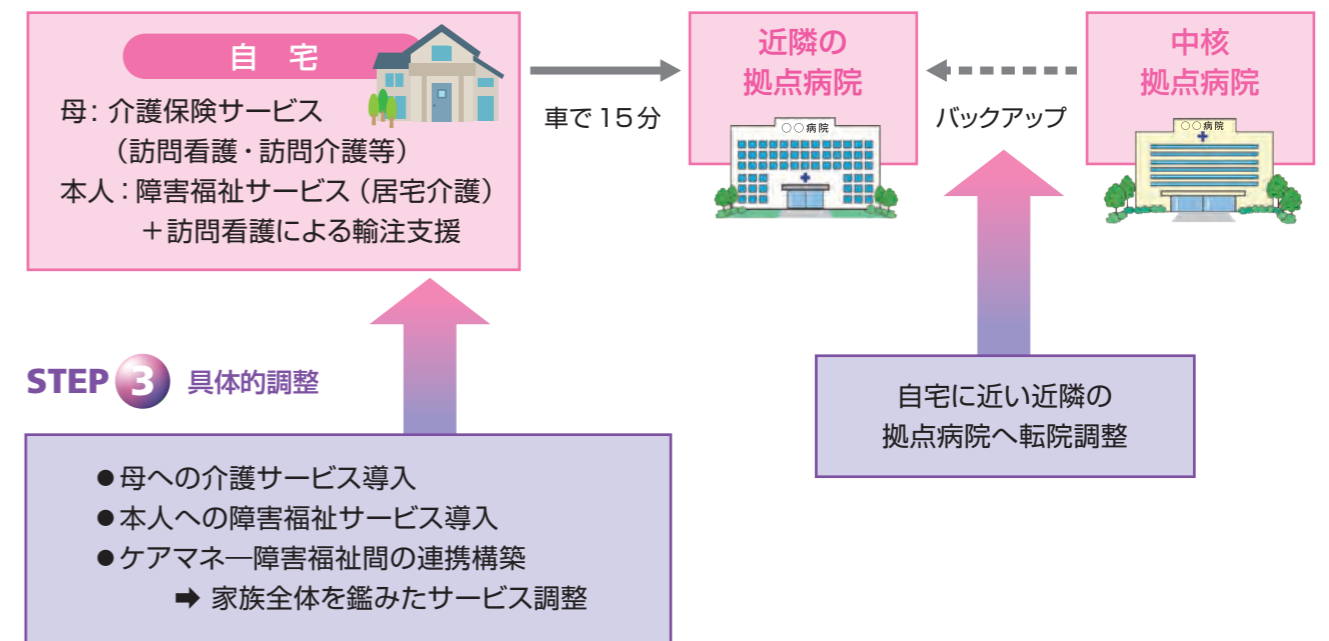 自 宅
母: 介護保険サービス
（訪問看護・訪問介護等）
本人：障害福祉サービス（居宅介護）
＋訪問看護による輸注支援
車で15分
近隣の
拠点病院
○○病院
バックアップ
中核
拠点病院
○○病院
STEP 3 具体的調整
●母への介護サービス導入
●本人への障害福祉サービス導入
●ケアマネ―障害福祉間の連携構築
➡ 家族全体を鑑みたサービス調整
自宅に近い近隣の
拠点病院へ転院調整